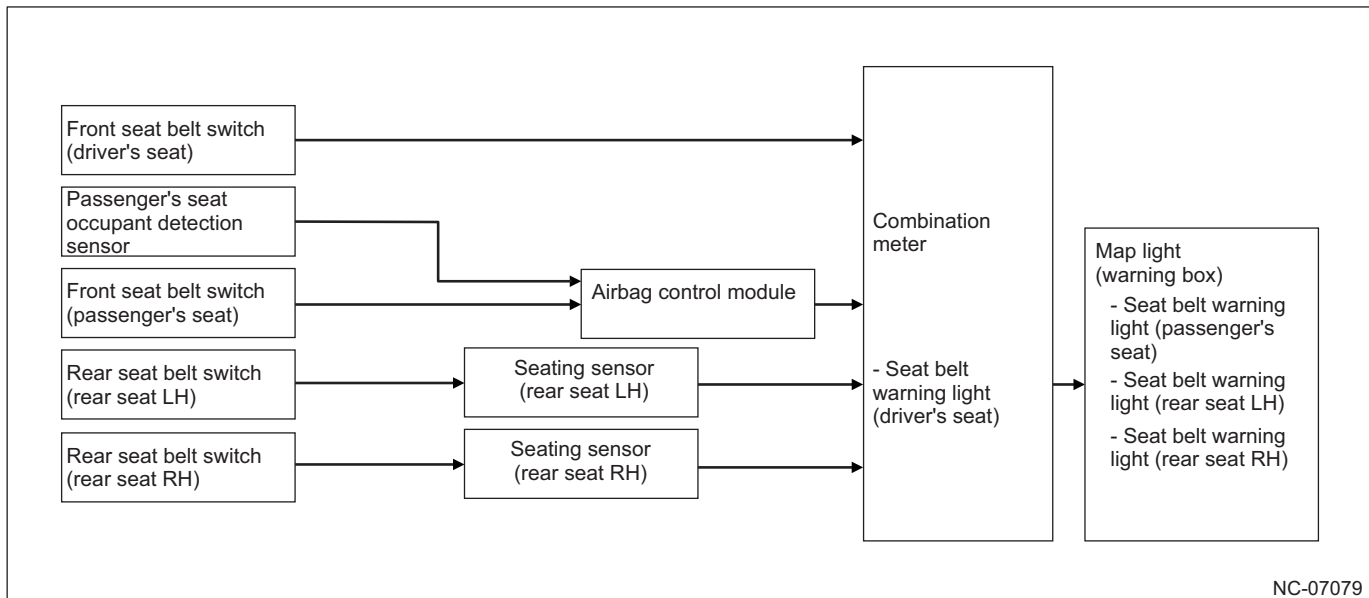 Front seat belt switch
(driver's seat)
Passenger's seat
occupant detection
sensor
Front seat belt switch
(passenger's seat)
Rear seat belt switch
(rear seat LH)
Rear seat belt switch
(rear seat RH)
Airbag control module
Seating sensor
(rear seat LH)
Seating sensor
(rear seat RH)
Combination
meter
- Seat belt
warning light
(driver's seat)
Map light
(warning box)
- Seat belt warning
light (passenger's
seat)
- Seat belt warning
light (rear seat LH)
- Seat belt warning
light (rear seat RH)
NC-07079